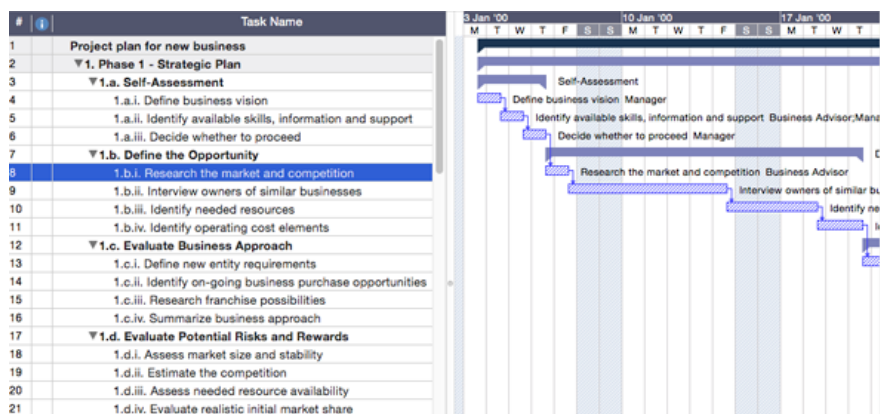 # Task Name
3 Jan '00 10 Jan '00 17 Jan '00
M T W T F S S M T W T F S S M T W T
1 Project plan for new business
2 ▼1. Phase 1 - Strategic Plan
3 ▼1.a. Self-Assessment Self-Assessment
4 1.a.i. Define business vision Define business vision Manager
5 1.a.ii. Identify available skills, information and support Identify available skills, information and support Business Advisor;Mana
6 1.a.iii. Decide whether to proceed Decide whether to proceed Manager
7 ▼1.b. Define the Opportunity
8 1.b.i. Research the market and competition Research the market and competition Business Advisor
9 1.b.ii. Interview owners of similar businesses Interview owners of similar bu
10 1.b.iii. Identify needed resources Identify ne
11 1.b.iv. Identify operating cost elements
12 ▼1.c. Evaluate Business Approach
13 1.c.i. Define new entity requirements
14 1.c.ii. Identify on-going business purchase opportunities
15 1.c.iii. Research franchise possibilities
16 1.c.iv. Summarize business approach
17 ▼1.d. Evaluate Potential Risks and Rewards
18 1.d.i. Assess market size and stability
19 1.d.ii. Estimate the competition
20 1.d.iii. Assess needed resource availability
21 1.d.iv. Evaluate realistic initial market share